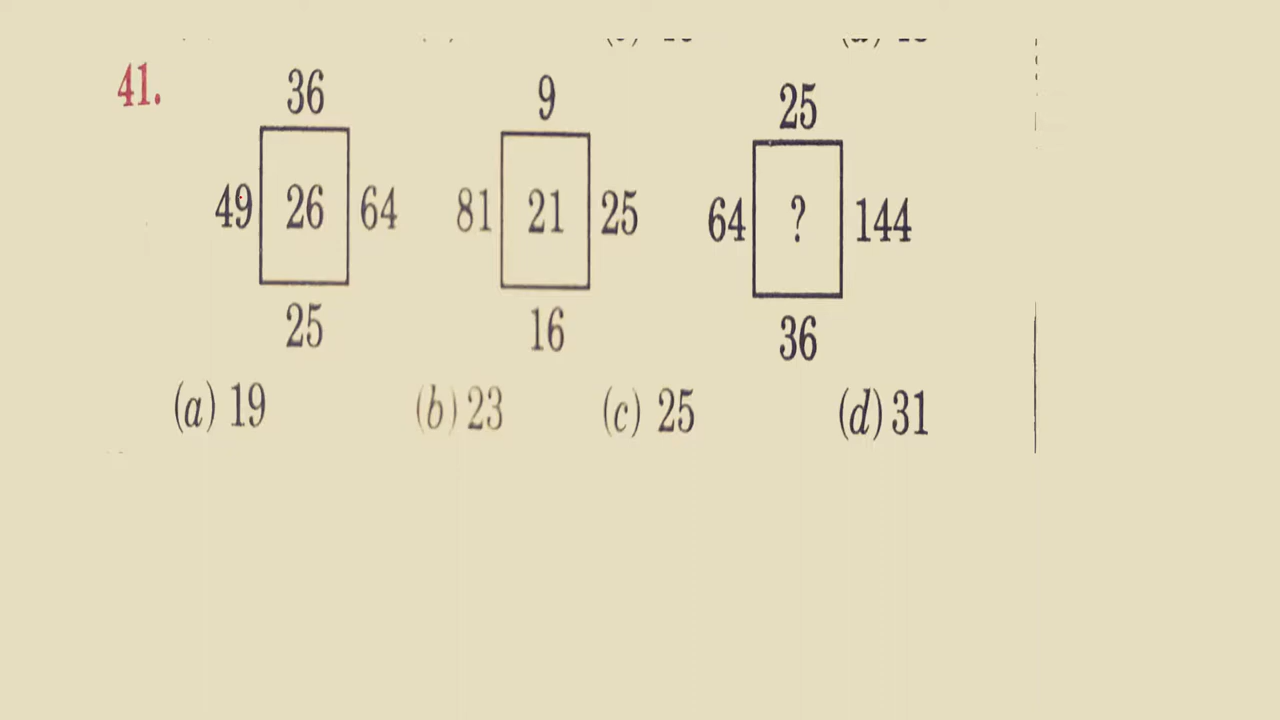 41.
36 9 25
49 26 64 81 21 25 64 ? 144
25 16 36
(a) 19 (b) 23 (c) 25 (d) 31